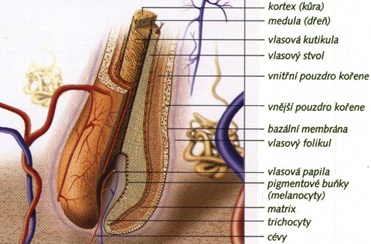 kortex (kůra)
medula (dřeň)
vlasová kutikula
vlasový stvol
vnitřní pouzdro kořene
vnější pouzdro kořene
bazální membrána
vlasový folikul
vlasová papila
pigmentové buňky
(melanocyty)
matrix
trichocyty
cévy